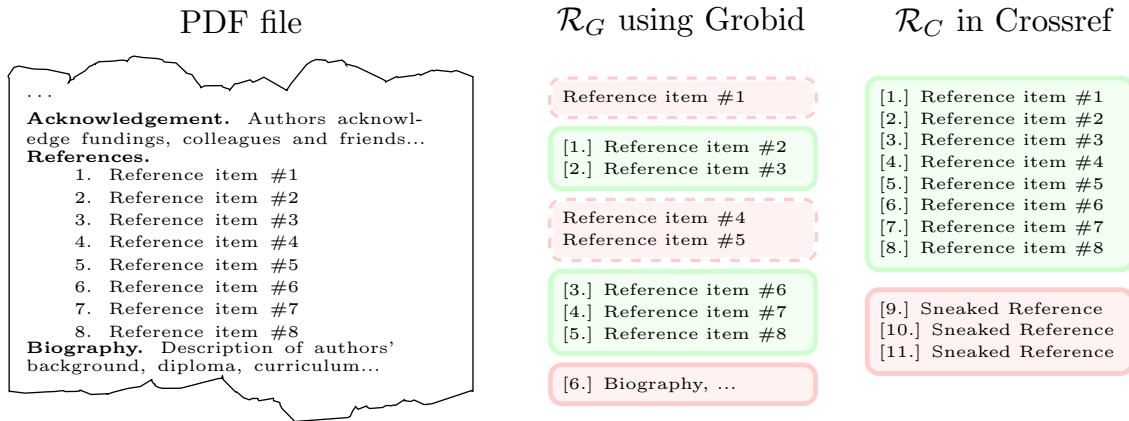 PDF file
...
Acknowledgement. Authors acknowl-
edge fundings, colleagues and friends...
References.
1. Reference item #1
2. Reference item #2
3. Reference item #3
4. Reference item #4
5. Reference item #5
6. Reference item #6
7. Reference item #7
8. Reference item #8
Biography. Description of authors'
background, diploma, curriculum...
R_G using Grobid
Reference item #1
[1.] Reference item #2
[2.] Reference item #3
Reference item #4
Reference item #5
[3.] Reference item #6
[4.] Reference item #7
[5.] Reference item #8
[6.] Biography, ...
R_C in Crossref
[1.] Reference item #1
[2.] Reference item #2
[3.] Reference item #3
[4.] Reference item #4
[5.] Reference item #5
[6.] Reference item #6
[7.] Reference item #7
[8.] Reference item #8
[9.] Sneaked Reference
[10.] Sneaked Reference
[11.] Sneaked Reference